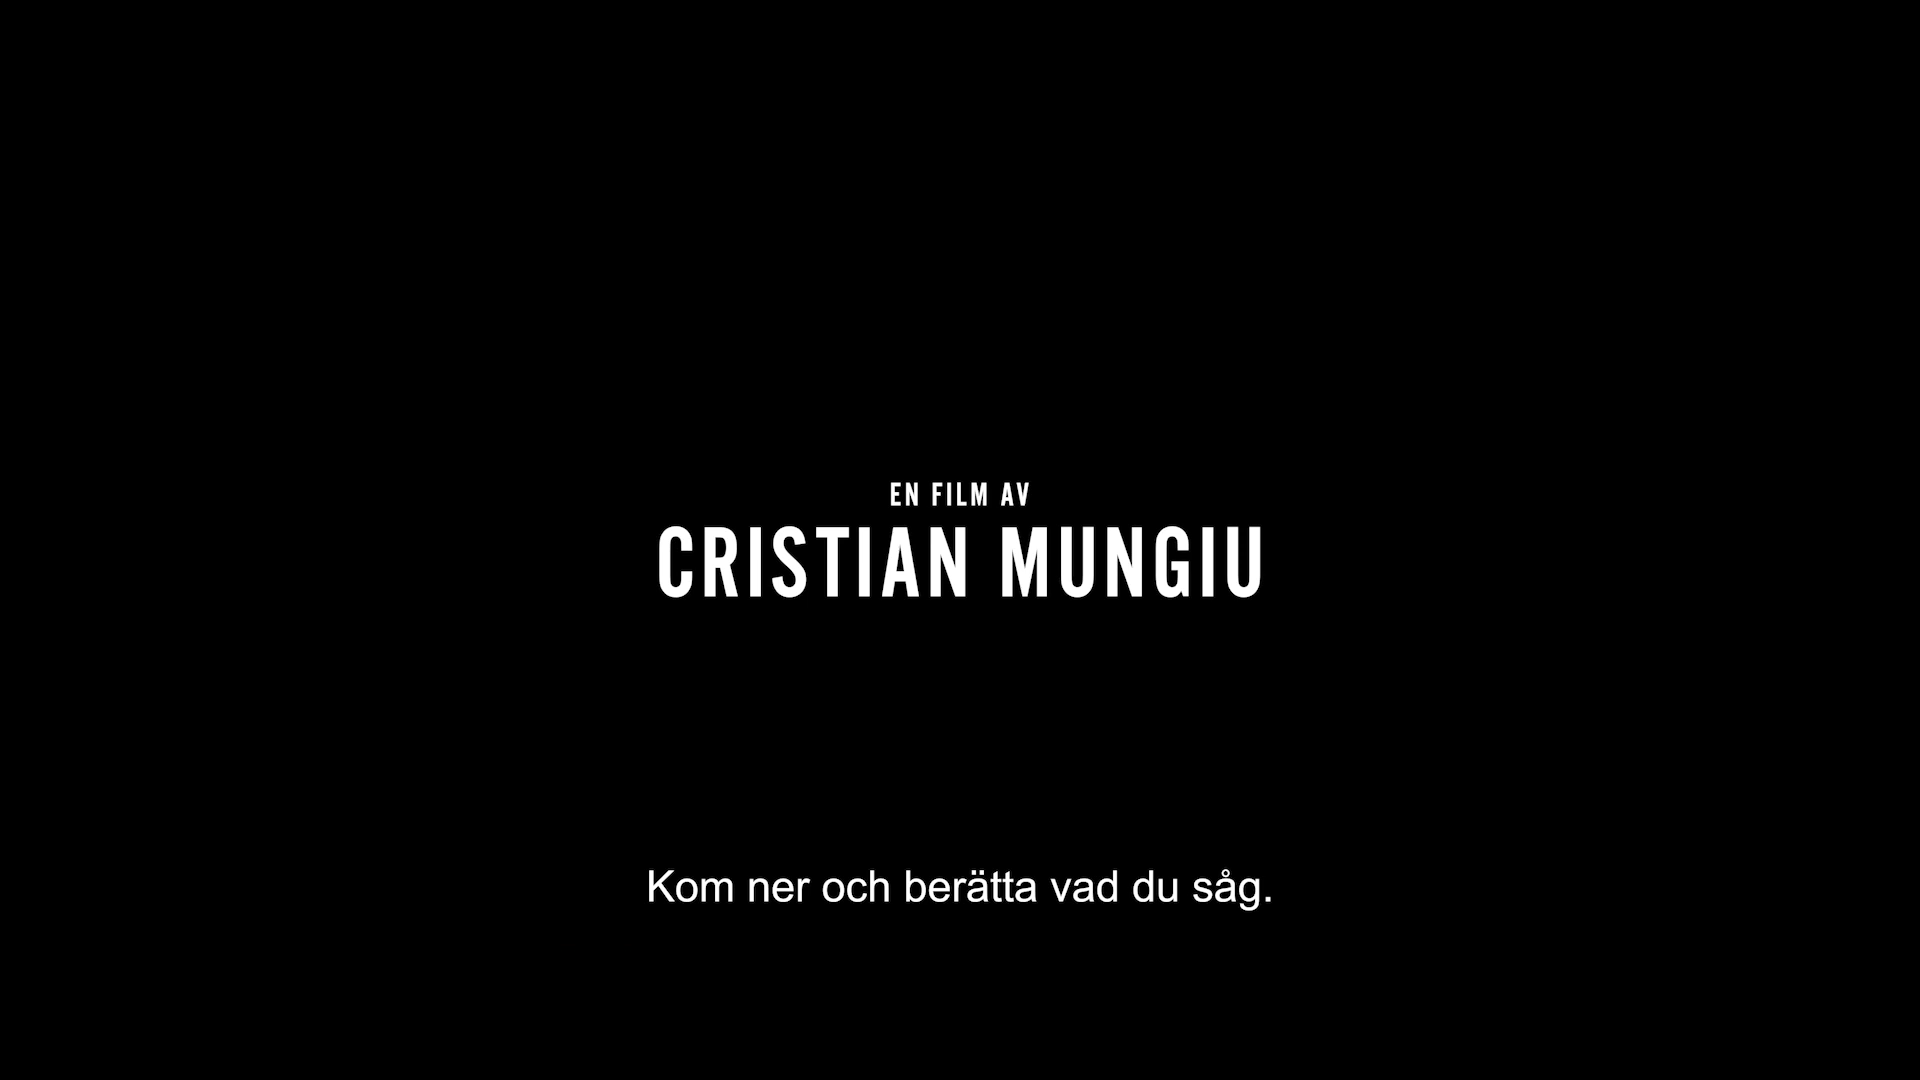 EN FILM AV
CRISTIAN MUNGIU
Kom ner och berätta vad du såg.